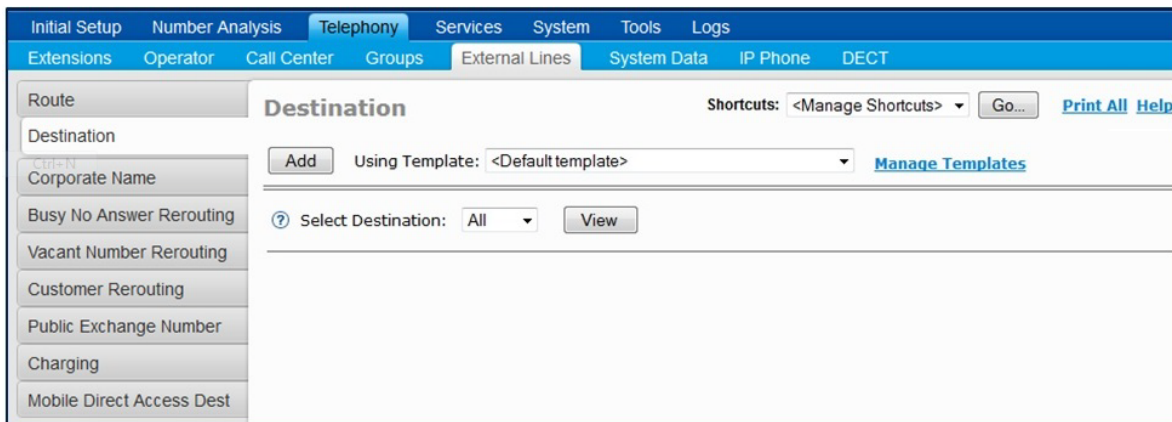 Initial Setup Number Analysis Telephony Services System Tools Logs
Extensions Operator Call Center Groups External Lines System Data IP Phone DECT
Route
Destination
Ctrl+N
Corporate Name
Busy No Answer Rerouting
Vacant Number Rerouting
Customer Rerouting
Public Exchange Number
Charging
Mobile Direct Access Dest
Destination
Shortcuts: <Manage Shortcuts> Go... Print All Help
Add Using Template: <Default template> Manage Templates
? Select Destination: All View